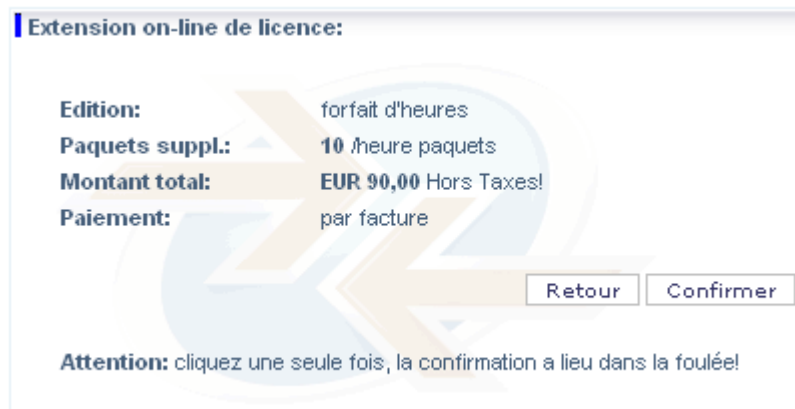 Extension on-line de licence:
Edition: forfait d'heures
Paquets suppl.: 10 /heure paquets
Montant total: EUR 90,00 Hors Taxes!
Paiement: par facture
Retour Confirmer
Attention: cliquez une seule fois, la confirmation a lieu dans la foulée!